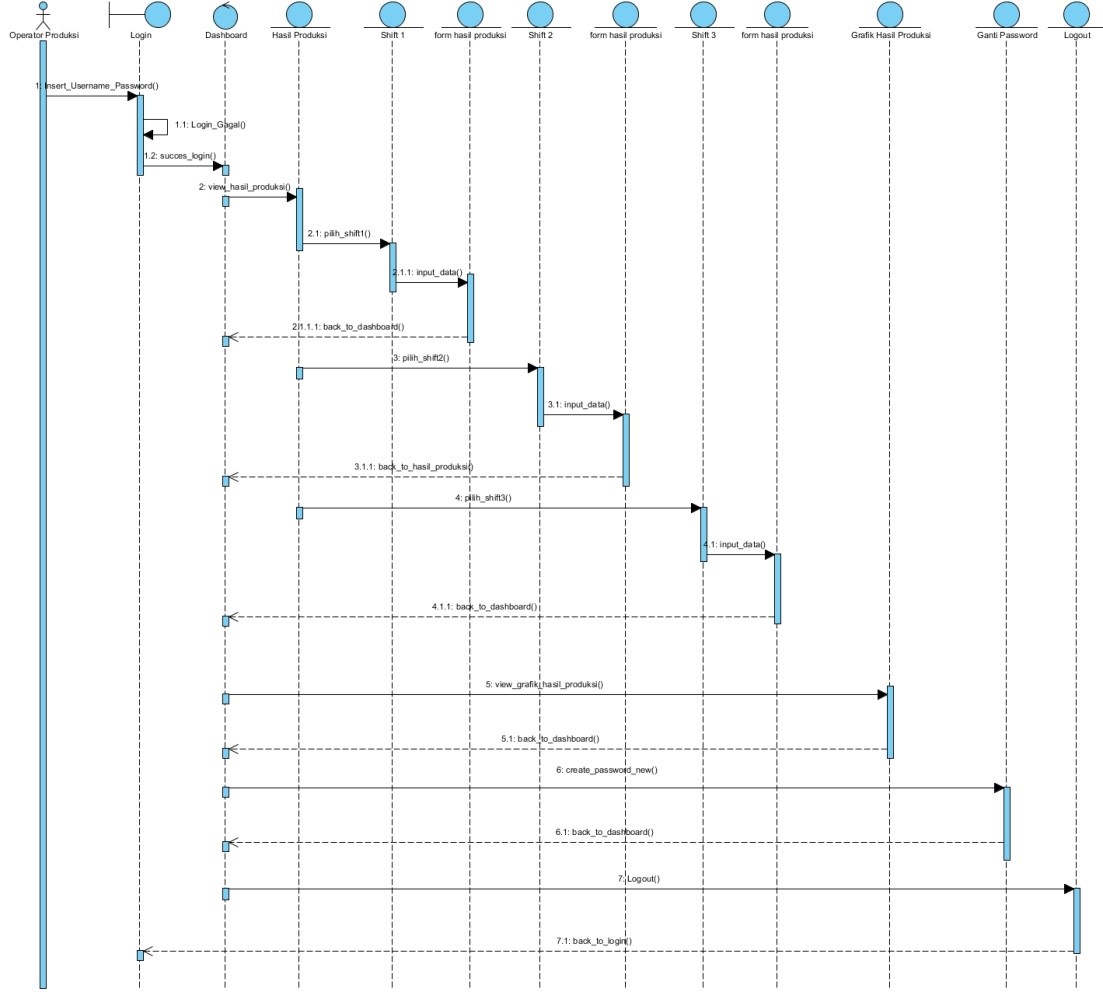 Operator Produksi
Login
Dashboard
Hasil Produksi
Shift 1
form hasil produksi
Shift 2
form hasil produksi
Shift 3
form hasil produksi
Grafik Hasil Produksi
Ganti Password
Logout
1: Insert_Username_Password()
1.1: Login_Gagal()
1.2: succes_login()
2: view_hasil_produksi()
2.1: pilih_shift1()
2.1.1: input_data()
2.1.1.1: back_to_dashboard()
3: pilih_shift2()
3.1: input_data()
3.1.1: back_to_hasil_produksi()
4: pilih_shift3()
4.1: input_data()
4.1.1: back_to_dashboard()
5: view_grafik_hasil_produksi()
5.1: back_to_dashboard()
6: create_password_new()
6.1: back_to_dashboard()
7: Logout()
7.1: back_to_login()